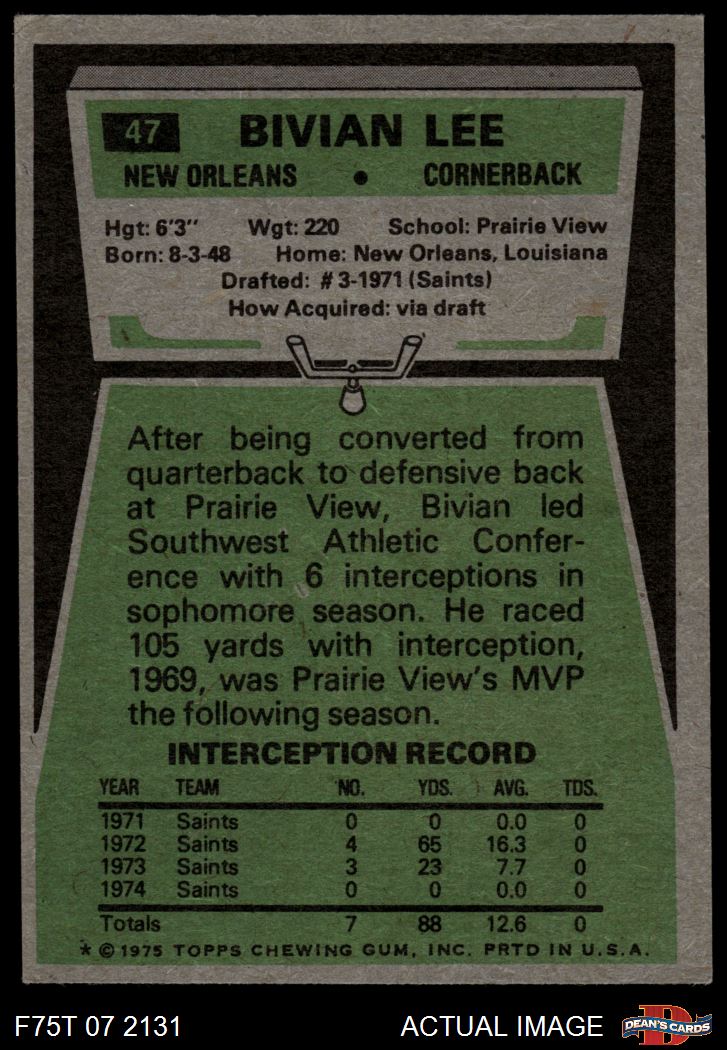 47 BIVIAN LEE
NEW ORLEANS • CORNERBACK
Hgt: 6'3" Wgt: 220 School: Prairie View
Born: 8-3-48 Home: New Orleans, Louisiana
Drafted: #3-1971 (Saints)
How Acquired: via draft
After being converted from
quarterback to defensive back
at Prairie View, Bivian led
Southwest Athletic Confer-
ence with 6 interceptions in
sophomore season. He raced
105 yards with interception,
1969, was Prairie View's MVP
the following season.
INTERCEPTION RECORD
YEAR TEAM NO. YDS. AVG. TDS.
1971 Saints 0 0 0.0 0
1972 Saints 4 65 16.3 0
1973 Saints 3 23 7.7 0
1974 Saints 0 0 0.0 0
Totals 7 88 12.6 0
* © 1975 TOPPS CHEWING GUM, INC. PRTD IN U.S.A.
F75T 07 2131 ACTUAL IMAGE D DEAN'S CARDS